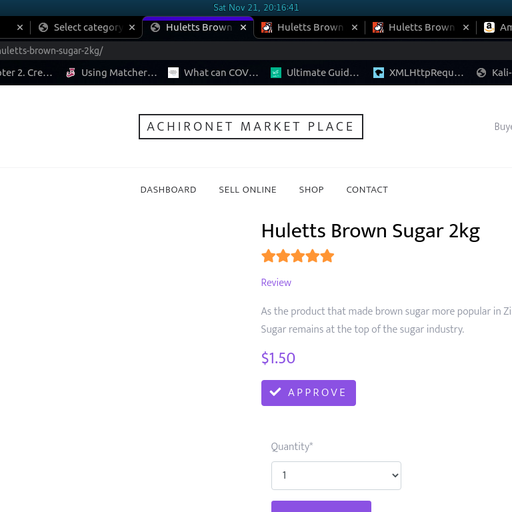 Sat Nov 21, 20:16:41
× Select category × Huletts Brown × Huletts Brown × Huletts Brown × Am
uletts-brown-sugar-2kg/
pter 2. Cre... Using Matcher... What can COV... Ultimate Guid... XMLHttpRequ... Kali-
ACHIRONET MARKET PLACE
Buye
DASHBOARD SELL ONLINE SHOP CONTACT
Huletts Brown Sugar 2kg
Review
As the product that made brown sugar more popular in Zi
Sugar remains at the top of the sugar industry.
$1.50
APPROVE
Quantity*
1